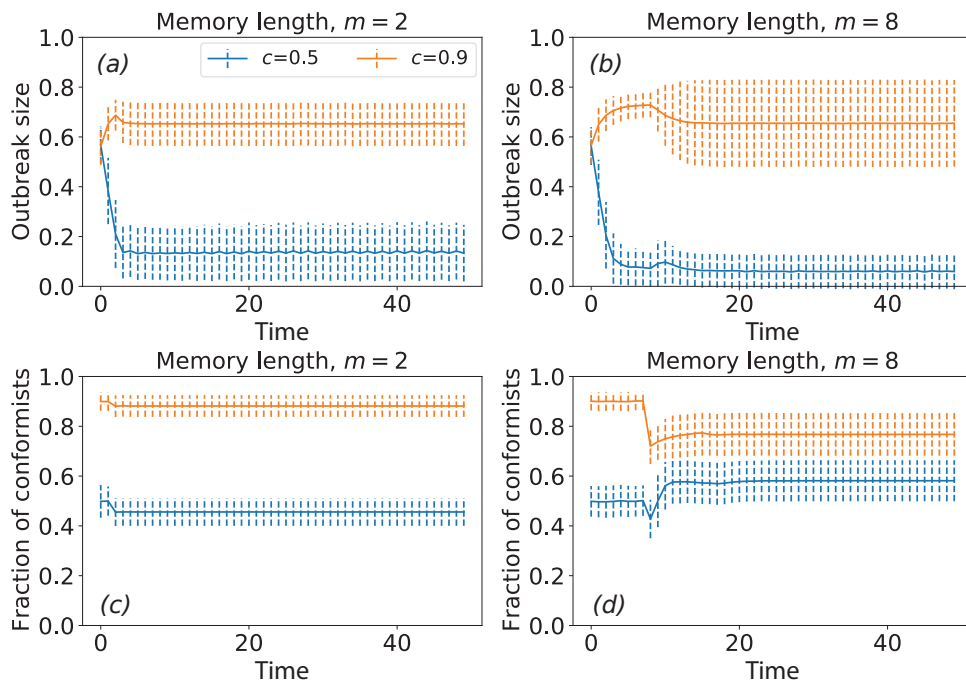 Memory length, m = 2
Outbreak size
1.0
0.8
0.6
0.4
0.2
0.0
(a)
c=0.5
c=0.9
0
20
40
Time
Memory length, m = 8
Outbreak size
1.0
0.8
0.6
0.4
0.2
0.0
(b)
0
20
40
Time
Memory length, m = 2
Fraction of conformists
1.0
0.8
0.6
0.4
0.2
0.0
(c)
0
20
40
Time
Memory length, m = 8
Fraction of conformists
1.0
0.8
0.6
0.4
0.2
0.0
(d)
0
20
40
Time